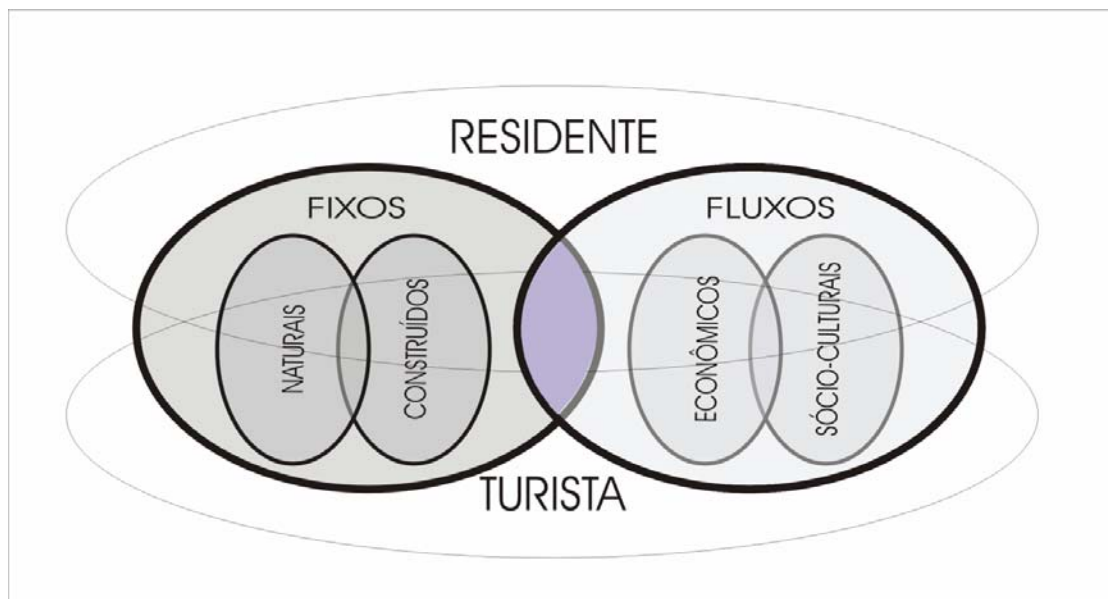 RESIDENTE
FIXOS
FLUXOS
NATURAIS
CONSTRUÍDOS
ECONÔMICOS
SÓCIO-CULTURAIS
TURISTA